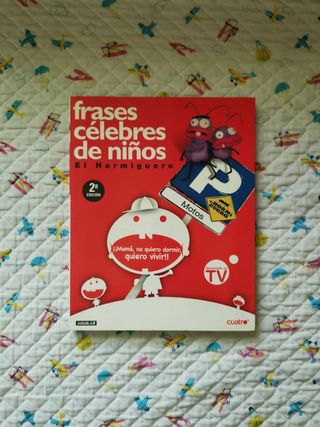 frases
célebres
de niños
El Hormiguero
2ª
EDICIÓN
P
Motos
¡¡Mamá, no quiero dormir,
quiero vivir!!
TV
AGUILAR
cuatro